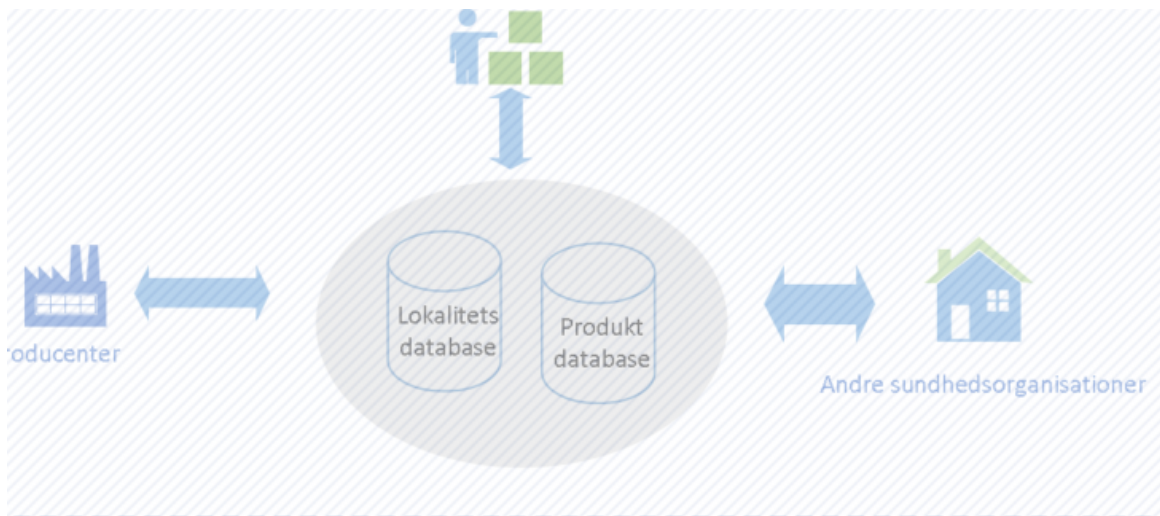 Lokalitets
database
Produkt
database
roducenter
Andre sundhedsorganisationer